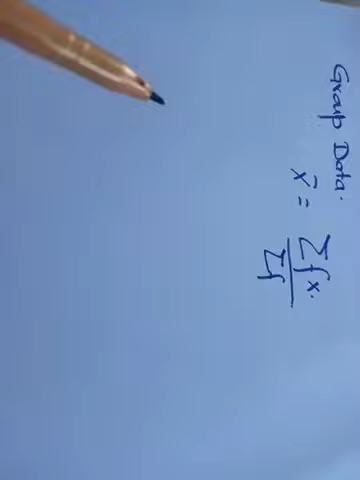 Group Data.
x̄ = Σfx.
Σf